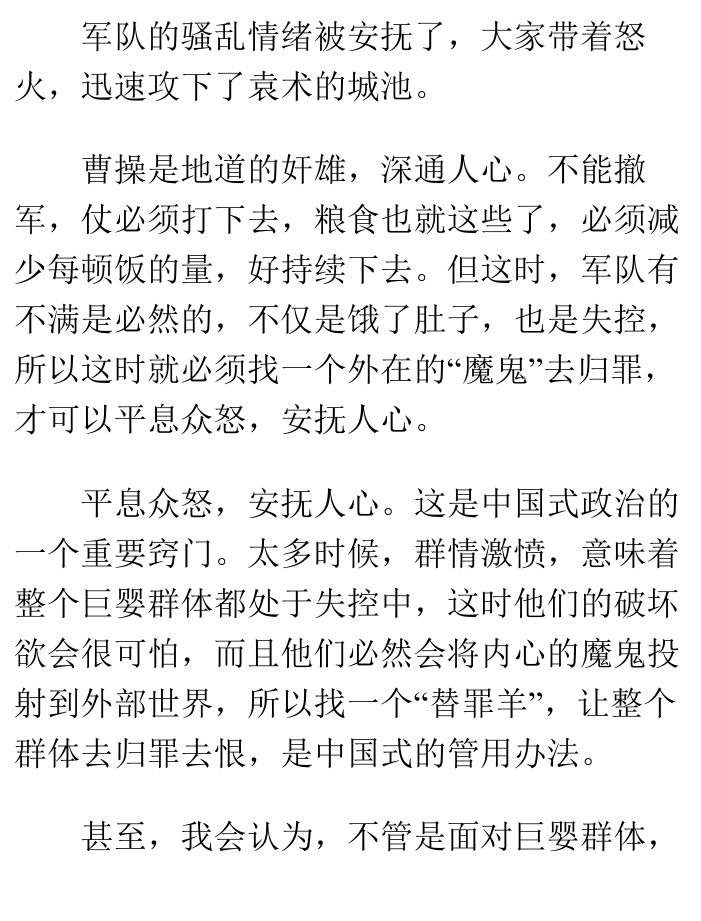 军队的骚乱情绪被安抚了，大家带着怒
火，迅速攻下了袁术的城池。
曹操是地道的奸雄，深通人心。不能撤
军，仗必须打下去，粮食也就这些了，必须减
少每顿饭的量，好持续下去。但这时，军队有
不满是必然的，不仅是饿了肚子，也是失控，
所以这时就必须找一个外在的“魔鬼”去归罪，
才可以平息众怒，安抚人心。
平息众怒，安抚人心。这是中国式政治的
一个重要窍门。太多时候，群情激愤，意味着
整个巨婴群体都处于失控中，这时他们的破坏
欲会很可怕，而且他们必然会将内心的魔鬼投
射到外部世界，所以找一个“替罪羊”，让整个
群体去归罪去恨，是中国式的管用办法。
甚至，我会认为，不管是面对巨婴群体，